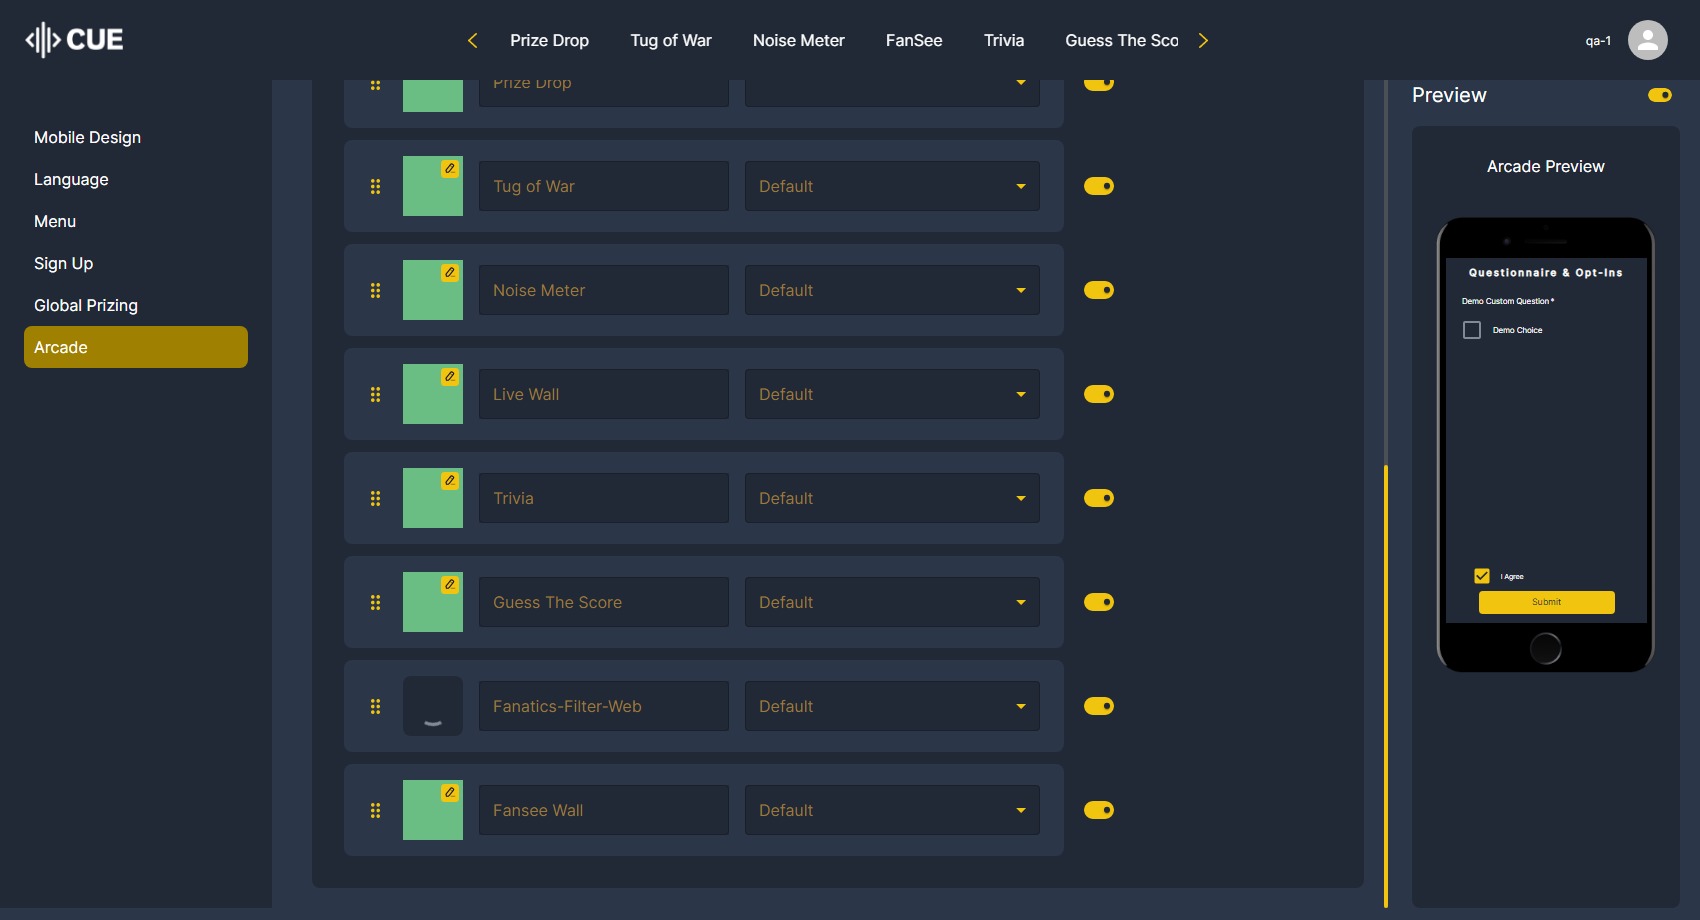 CUE
Prize Drop
Tug of War
Noise Meter
FanSee
Trivia
Guess The Sco
qa-1
Mobile Design
Language
Menu
Sign Up
Global Prizing
Arcade
Prize Drop
Tug of War
Default
Noise Meter
Default
Live Wall
Default
Trivia
Default
Guess The Score
Default
Fanatics-Filter-Web
Default
Fansee Wall
Default
Preview
Arcade Preview
Questionnaire & Opt-Ins
Demo Custom Question *
Demo Choice
I Agree
Submit